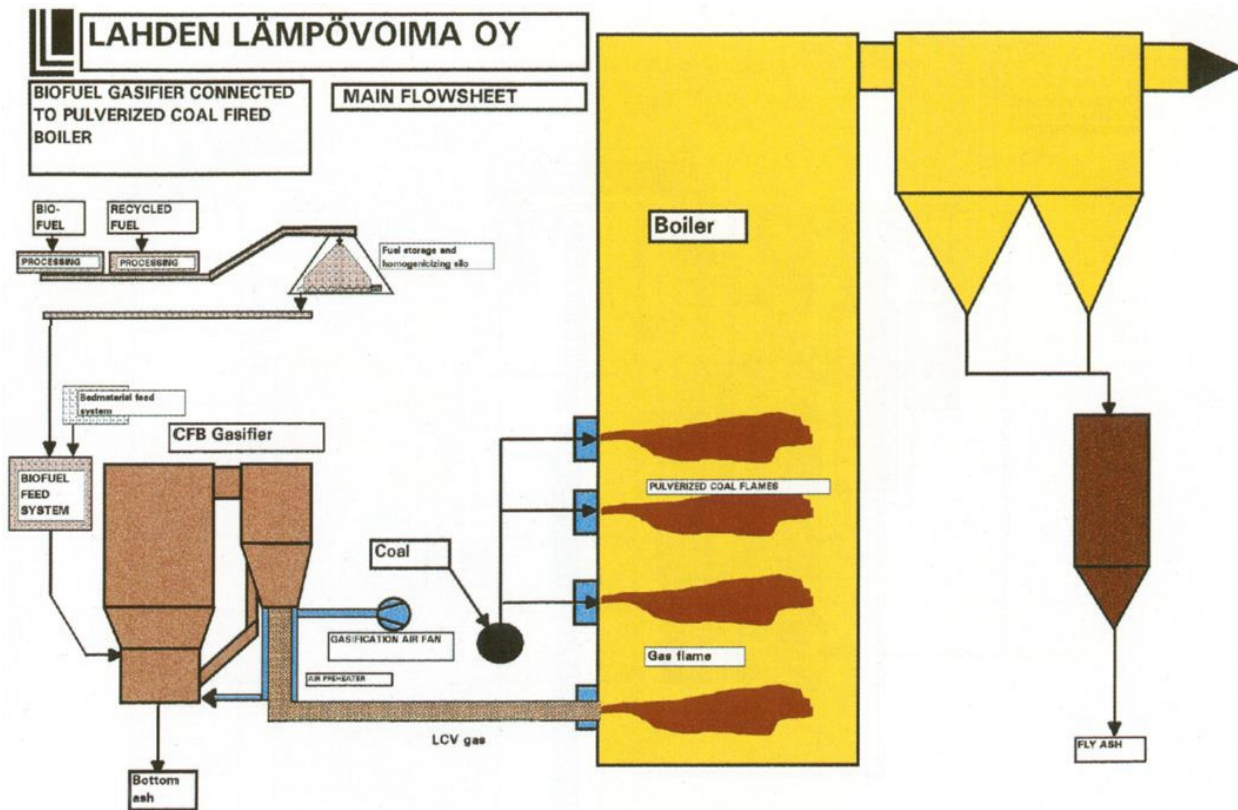 LAHDEN LÄMPÖVOIMA OY
BIOFUEL GASIFIER CONNECTED
TO PULVERIZED COAL FIRED
BOILER
MAIN FLOWSHEET
BIO-
FUEL
RECYCLED
FUEL
PROCESSING
PROCESSING
Fuel storage and
homogenicizing silo
Boiler
Bedmaterial feed
system
CFB Gasifier
BIOFUEL
FEED
SYSTEM
PULVERIZED COAL FLAMES
Coal
GASIFICATION AIR FAN
Gas flame
AIR PREHEATER
LCV gas
FLY ASH
Bottom
ash